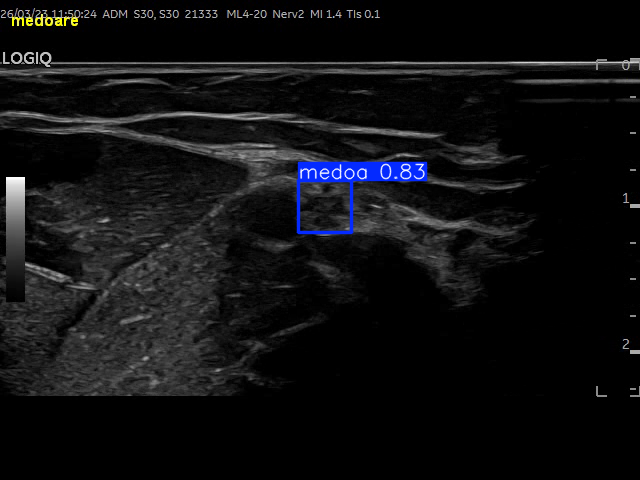 26/03/23 11:50:24 ADM S30, S30 21333 ML4-20 Nerv2 MI 1.4 TIs 0.1
medoare
LOGIQ
0
medoa 0.83
1
2